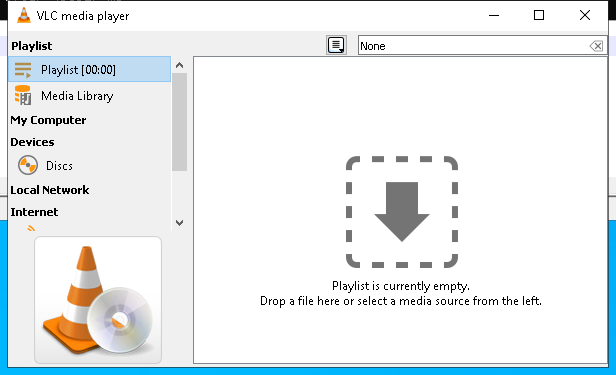 VLC media player
Playlist
None
Playlist [00:00]
Media Library
My Computer
Devices
Discs
Local Network
Internet
Playlist is currently empty.
Drop a file here or select a media source from the left.